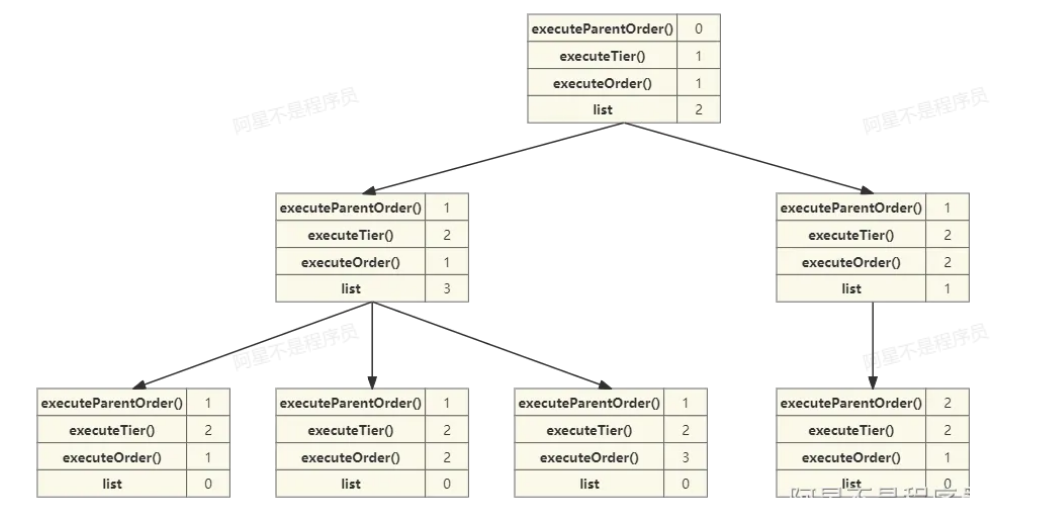 executeParentOrder() 0
executeTier() 1
executeOrder() 1
list 2
阿星不是程序员 阿星不是程序员
executeParentOrder() 1 executeParentOrder() 1
executeTier() 2 executeTier() 2
executeOrder() 1 executeOrder() 2
list 3 list 1
阿星不是程序员 阿星不是程序员
executeParentOrder() 1 executeParentOrder() 1 executeParentOrder() 1 executeParentOrder() 2
executeTier() 2 executeTier() 2 executeTier() 2 executeTier() 2
executeOrder() 1 executeOrder() 2 executeOrder() 3 executeOrder() 1
list 0 list 0 list 0 list 0
阿星不是程序员